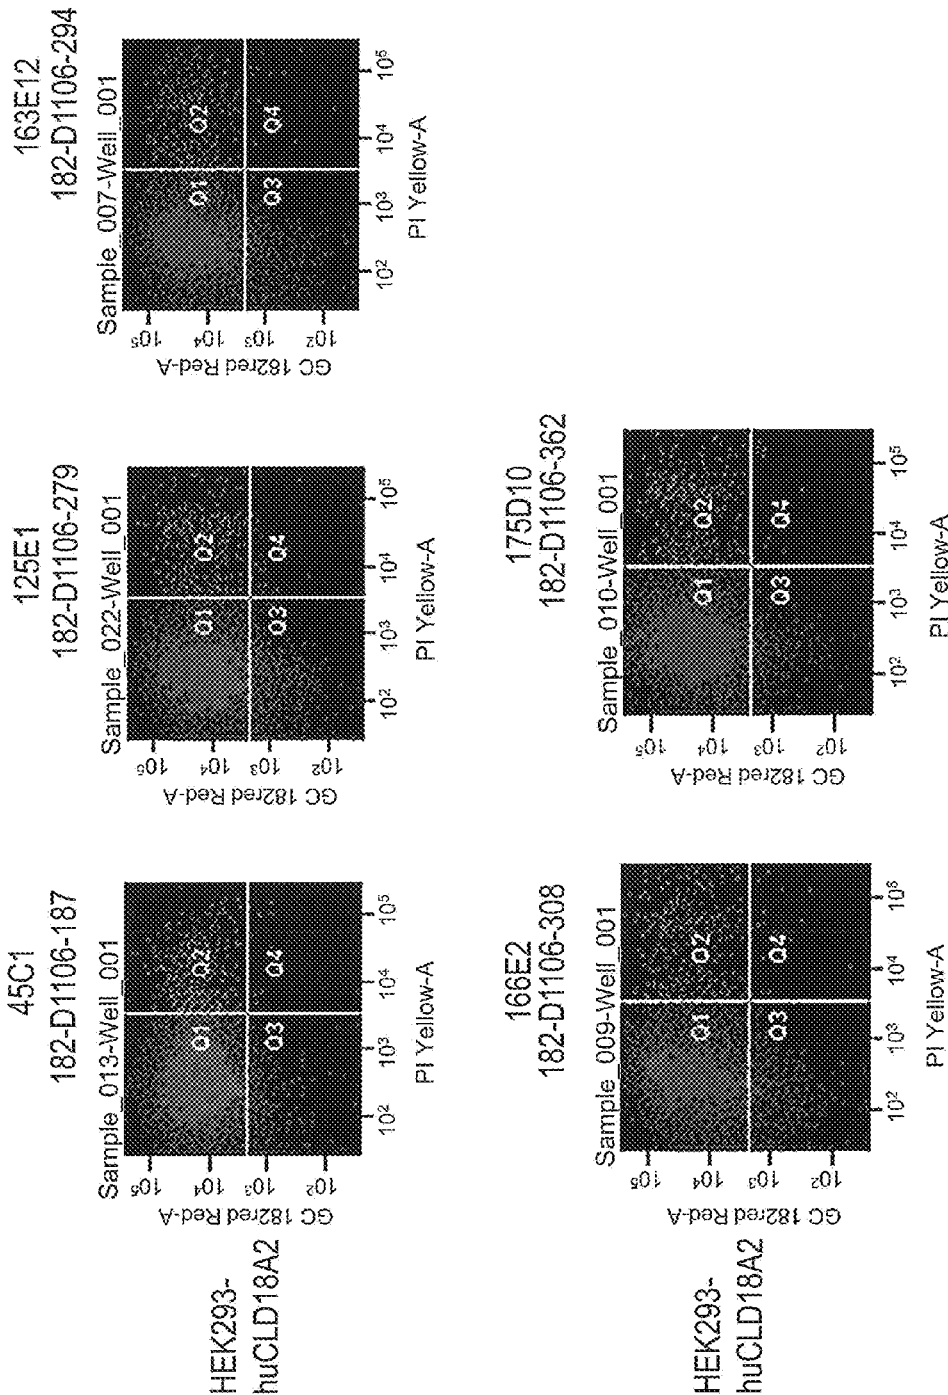 45C1
182-D1106-187
Sample_013-Well_001
HEK293-
huCLD18A2
GC 182red Red-A
10⁵
10⁴
10³
10²
Q1
Q2
Q3
Q4
10² 10³ 10⁴ 10⁵
PI Yellow-A
125E1
182-D1106-279
Sample_022-Well_001
GC 182red Red-A
10⁵
10⁴
10³
10²
Q1
Q2
Q3
Q4
10² 10³ 10⁴ 10⁵
PI Yellow-A
163E12
182-D1106-294
Sample_007-Well_001
GC 182red Red-A
10⁵
10⁴
10³
10²
Q1
Q2
Q3
Q4
10² 10³ 10⁴ 10⁵
PI Yellow-A
166E2
182-D1106-308
Sample_009-Well_001
HEK293-
huCLD18A2
GC 182red Red-A
10⁵
10⁴
10³
10²
Q1
Q2
Q3
Q4
10² 10³ 10⁴
PI Yellow-A
175D10
182-D1106-362
Sample_010-Well_001
GC 182red Red-A
10⁵
10⁴
10³
10²
Q1
Q2
Q3
Q4
10² 10³ 10⁴ 10⁵
PI Yellow-A